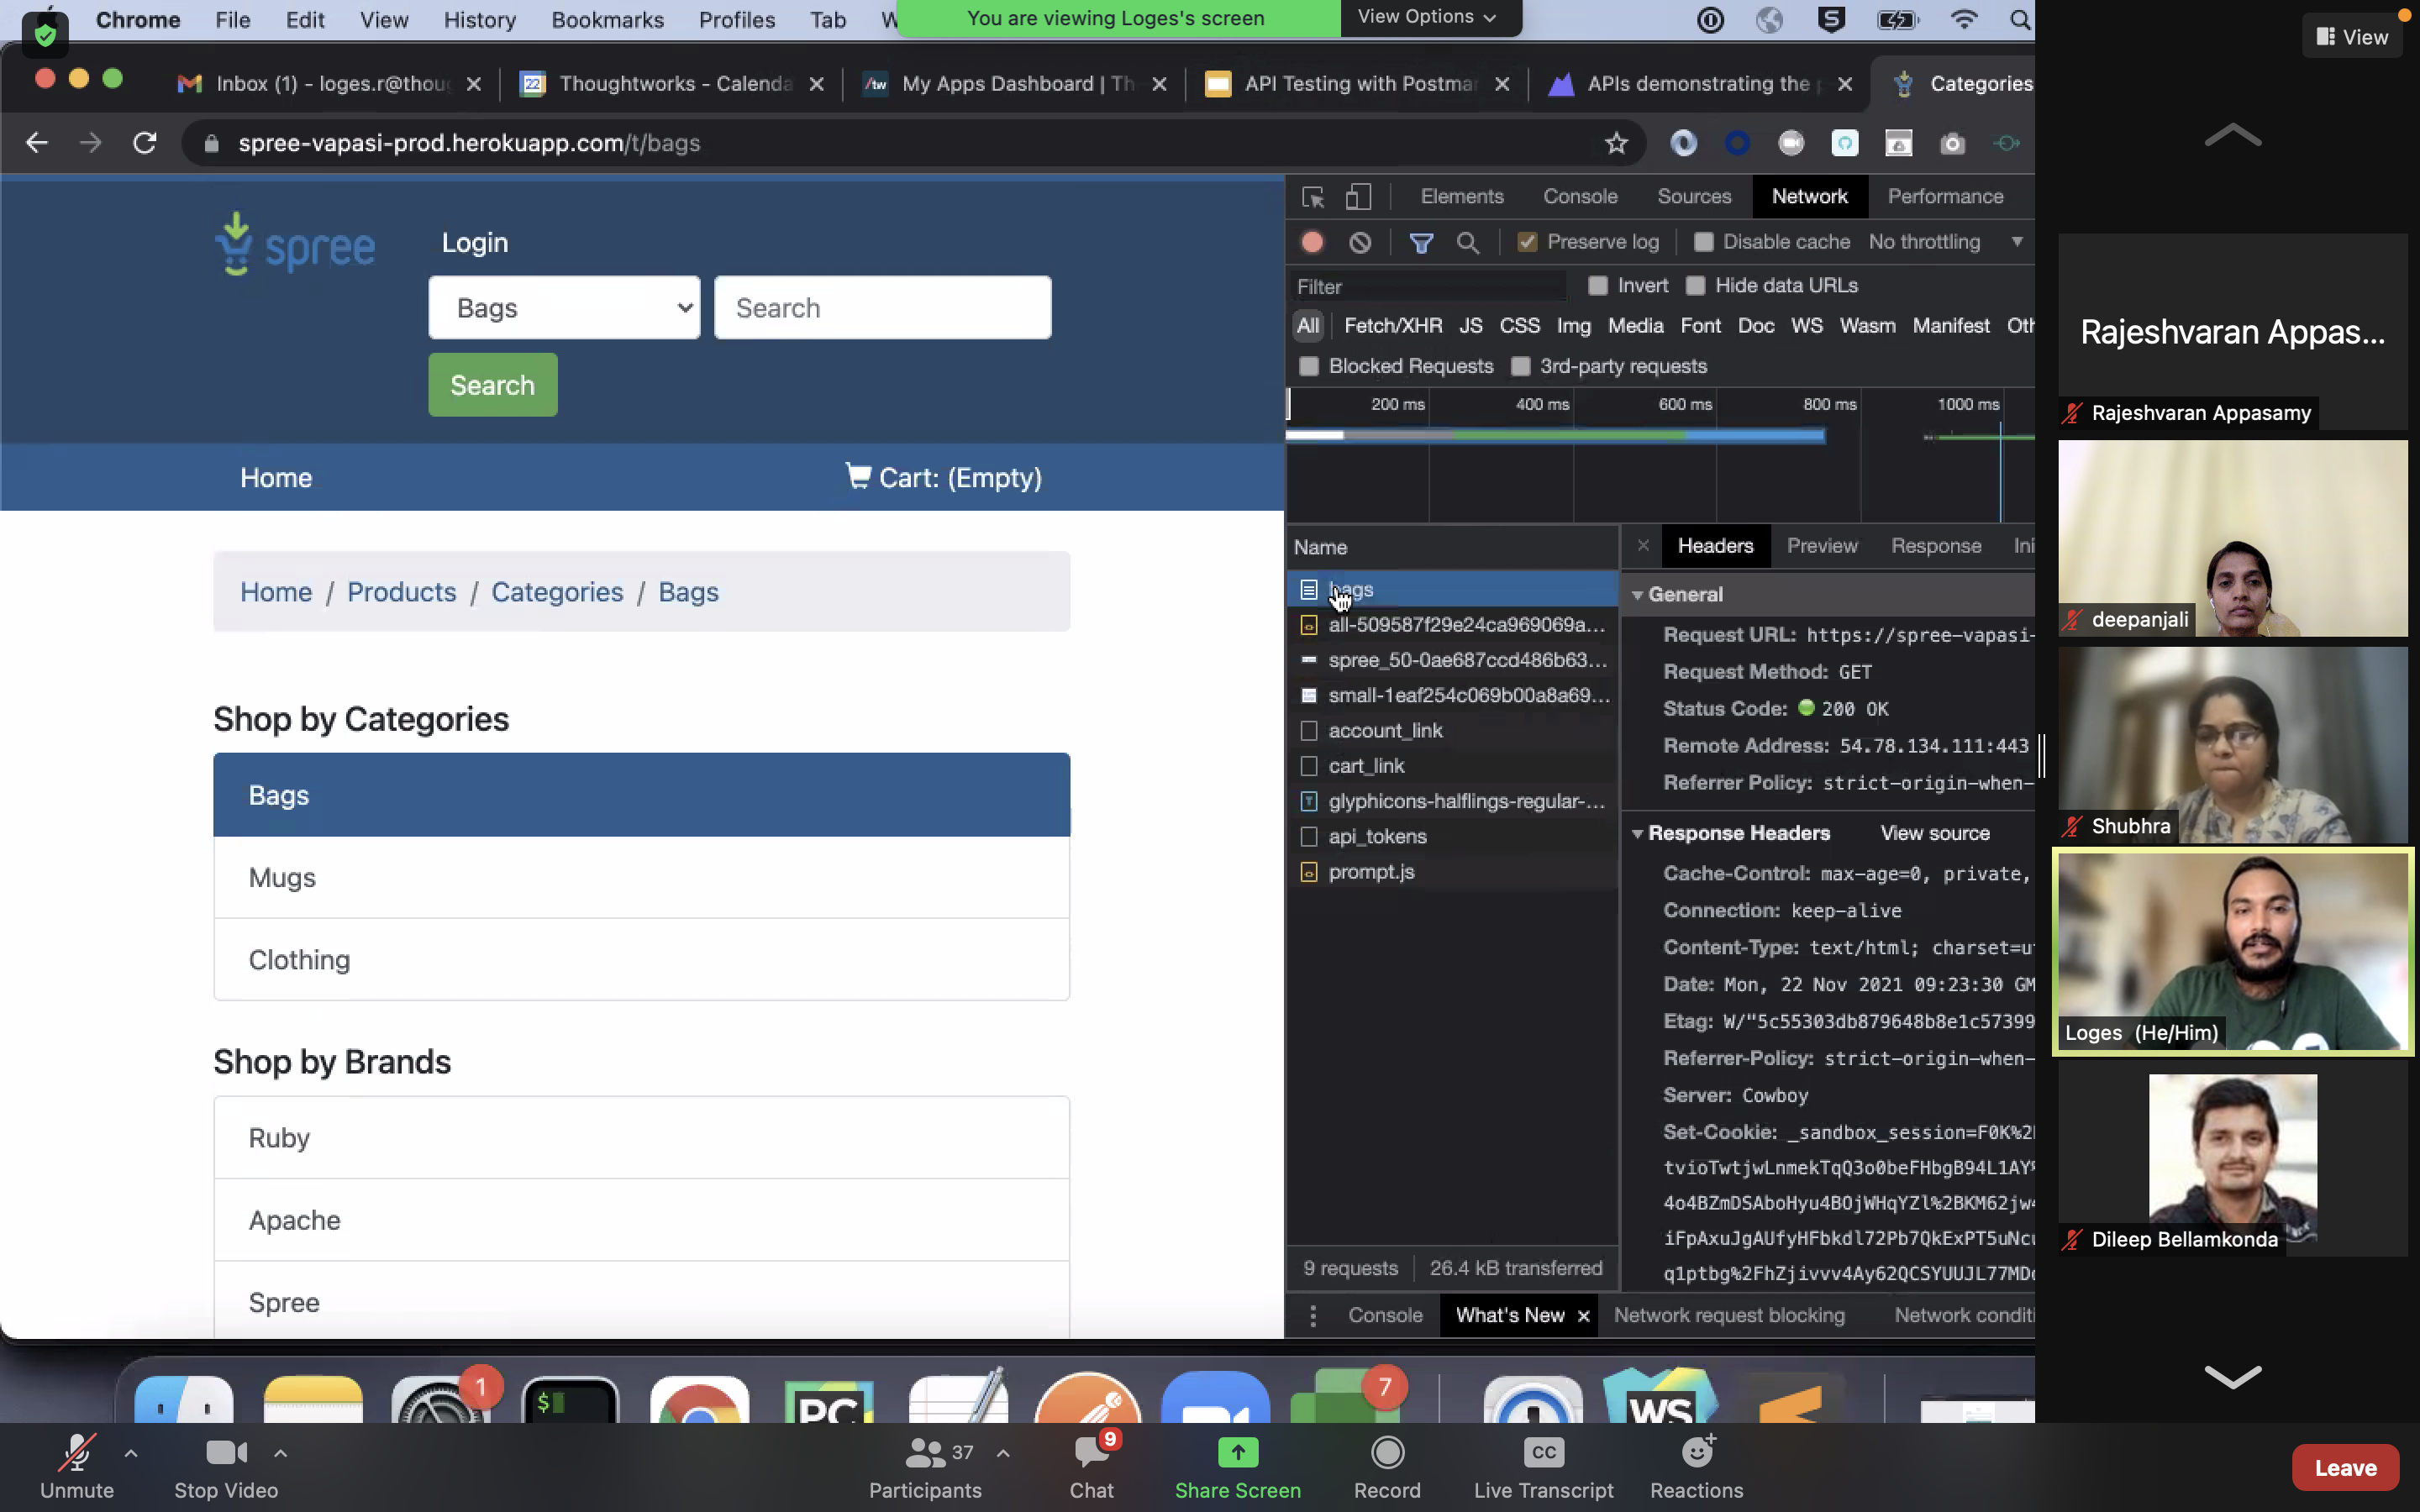 Chrome File Edit View History Bookmarks Profiles Tab W
You are viewing Loges's screen View Options
View
Inbox (1) - loges.r@thoug
Thoughtworks - Calenda
/tw My Apps Dashboard | Th
API Testing with Postman
APIs demonstrating the p
Categories
spree-vapasi-prod.herokuapp.com/t/bags
spree
Login
Bags
Search
Search
Home
Cart: (Empty)
Home / Products / Categories / Bags
Shop by Categories
Bags
Mugs
Clothing
Shop by Brands
Ruby
Apache
Spree
Elements Console Sources Network Performance
Preserve log Disable cache No throttling
Filter Invert Hide data URLs
All Fetch/XHR JS CSS Img Media Font Doc WS Wasm Manifest Oth
Blocked Requests 3rd-party requests
200 ms 400 ms 600 ms 800 ms 1000 ms
Name
bags
all-509587f29e24ca969069a...
spree_50-0ae687ccd486b63...
small-1eaf254c069b00a8a69...
account_link
cart_link
glyphicons-halflings-regular-...
api_tokens
prompt.js
9 requests 26.4 kB transferred
Headers Preview Response Ini
General
Request URL: https://spree-vapasi-
Request Method: GET
Status Code: 200 OK
Remote Address: 54.78.134.111:443
Referrer Policy: strict-origin-when-
Response Headers View source
Cache-Control: max-age=0, private,
Connection: keep-alive
Content-Type: text/html; charset=ut
Date: Mon, 22 Nov 2021 09:23:30 GM
Etag: W/"5c55303db879648b8e1c57399
Referrer-Policy: strict-origin-when-
Server: Cowboy
Set-Cookie: _sandbox_session=F0K%2
tvioTwtjwLnmekTqQ3o0beFHbgB94L1AY%
4o4BZmDSAboHyu4BOjWHqYZl%2BKM62jw
iFpAxuJgAUfyHFbkdl72Pb7QkExPT5uNc
q1ptbg%2FhZjivvv4Ay62QCSYUUJL77MD
Console What's New Network request blocking Network conditi
Rajeshvaran Appas...
Rajeshvaran Appasamy
deepanjali
Shubhra
Loges (He/Him)
Dileep Bellamkonda
1
$
PC
7
WS
Unmute
Stop Video
37
Participants
9
Chat
Share Screen
Record
CC
Live Transcript
Reactions
Leave